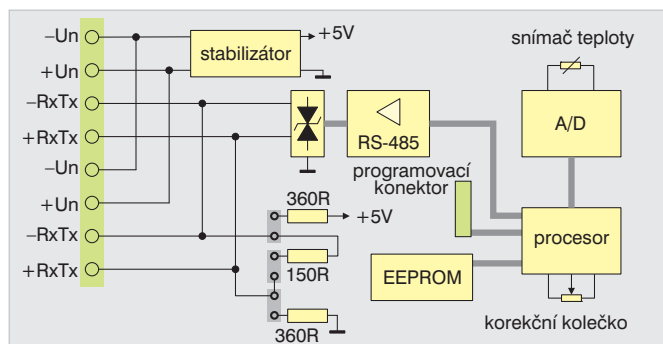 −Un
+Un
−RxTx
+RxTx
−Un
+Un
−RxTx
+RxTx
stabilizátor
+5V
RS-485
programovací
konektor
snímač teploty
A/D
procesor
korekční kolečko
EEPROM
360R
+5V
150R
360R